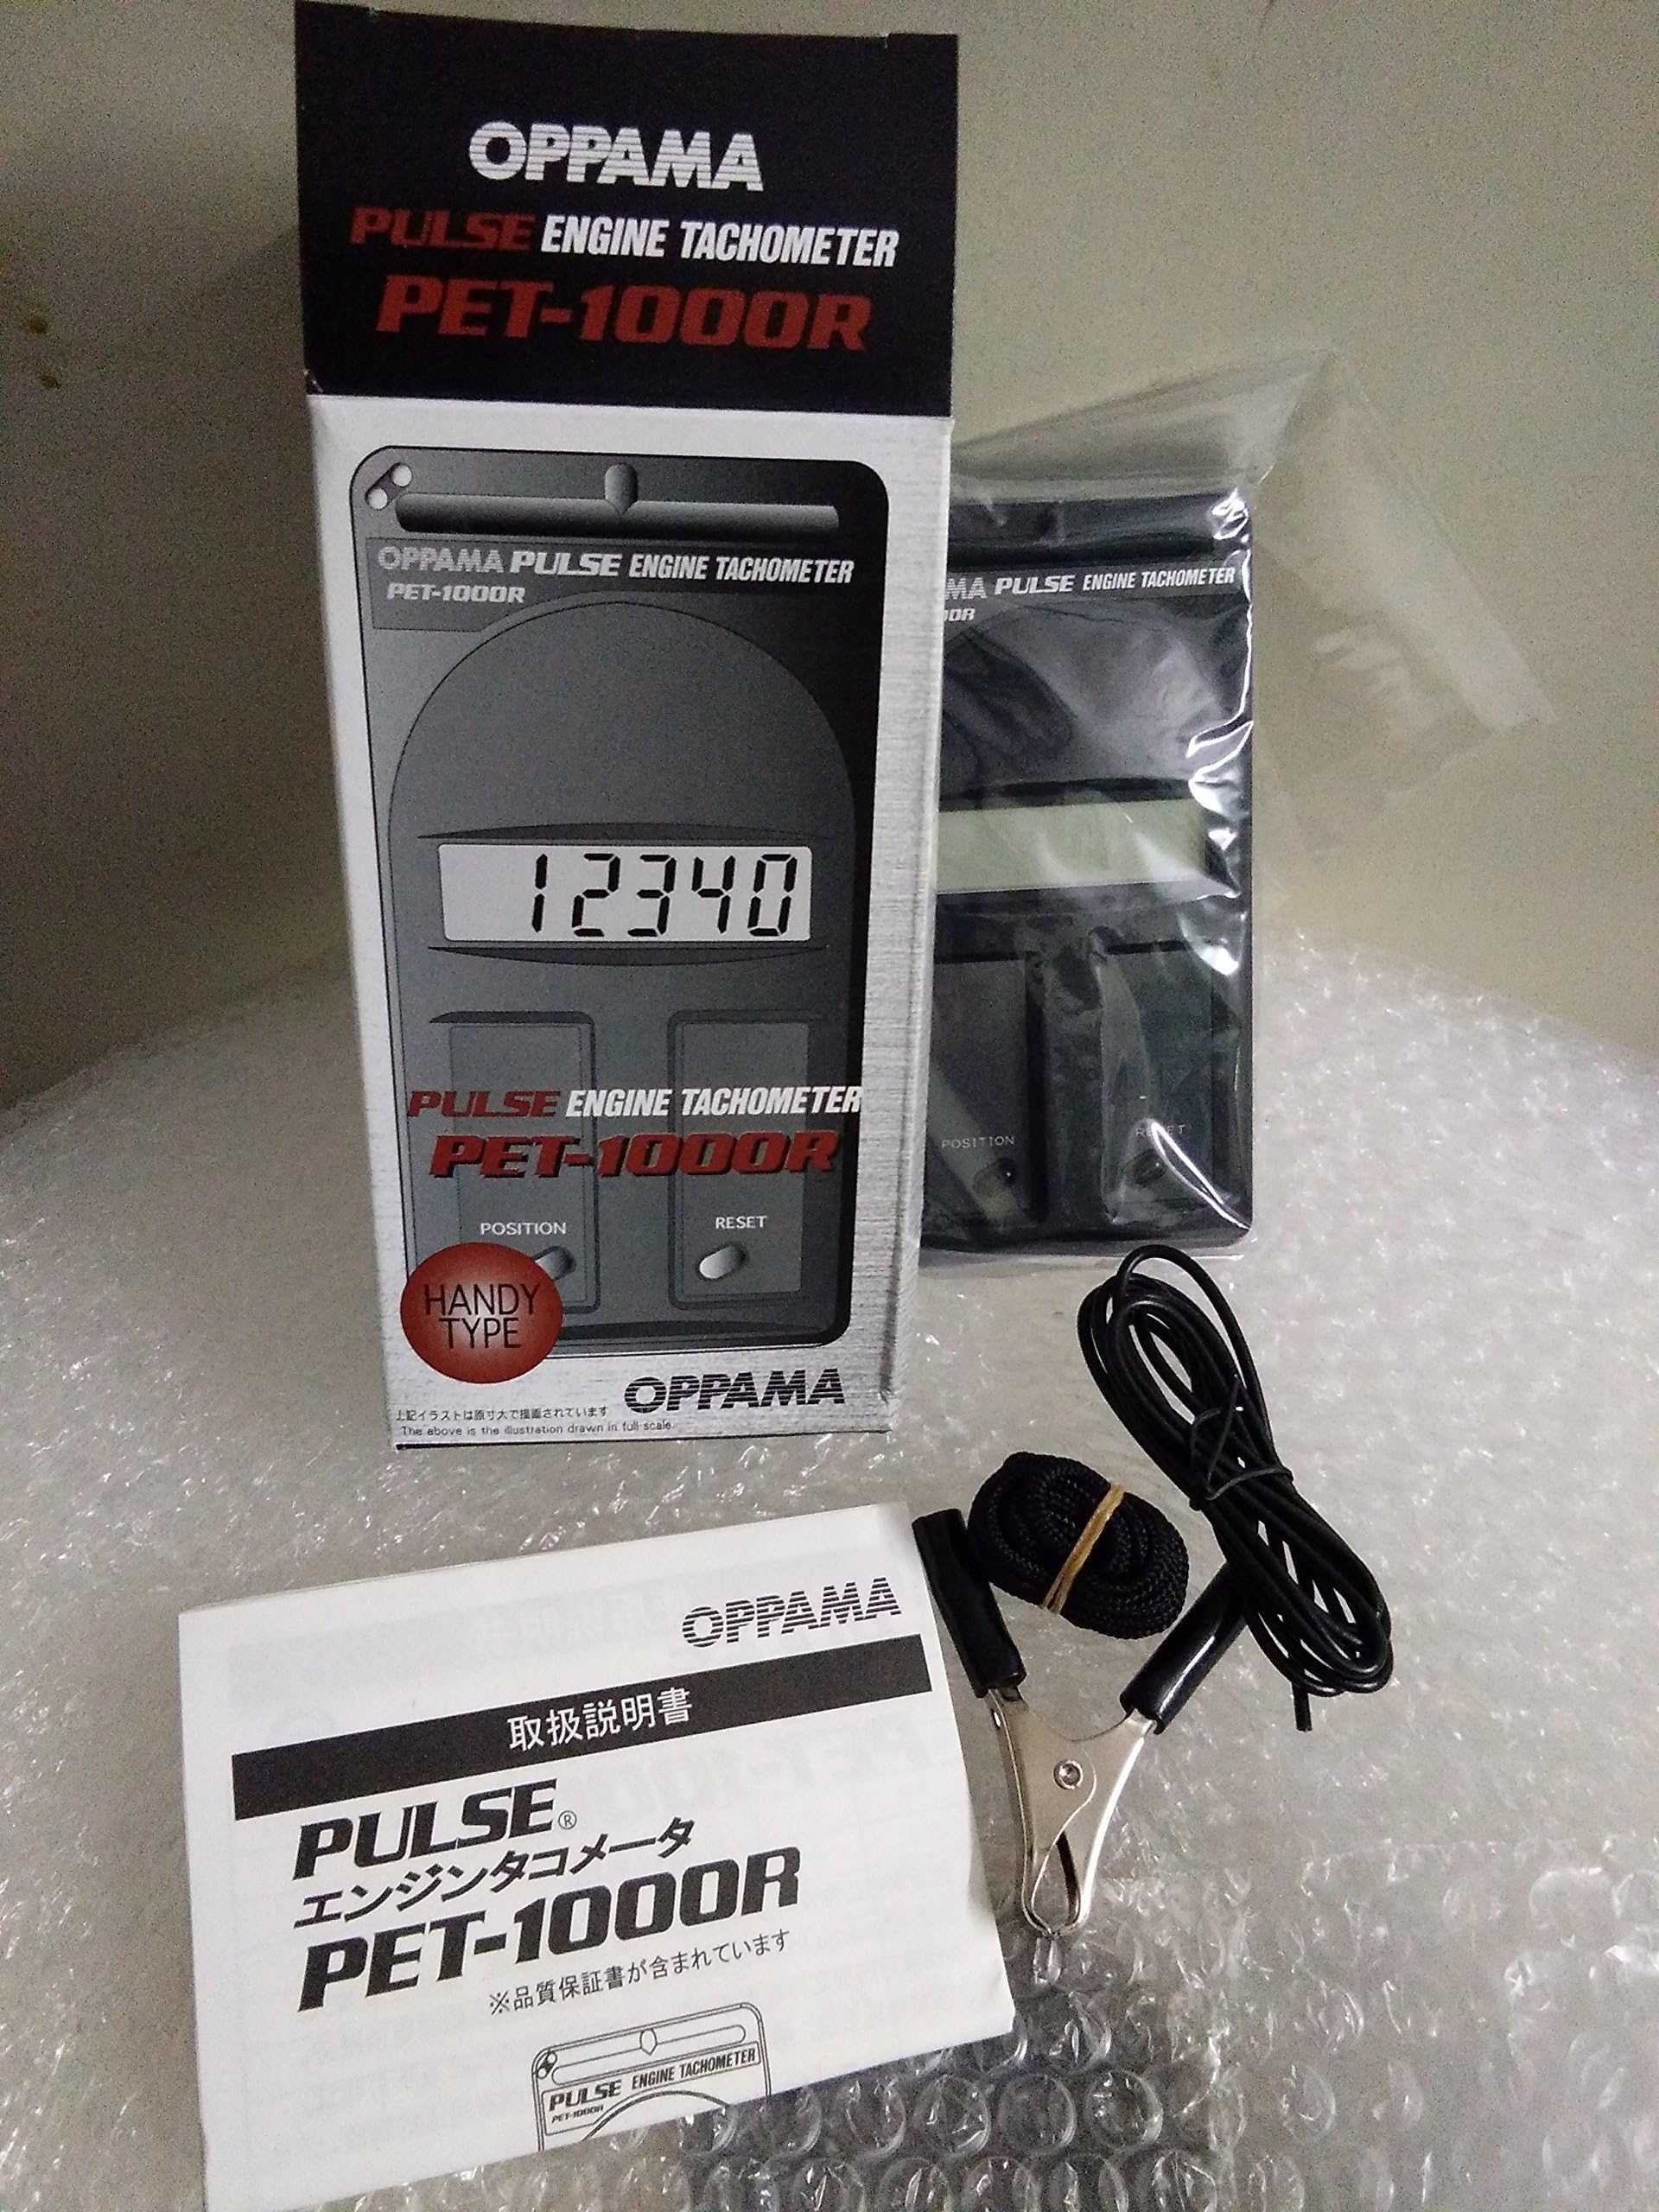 OPPAMA
PULSE ENGINE TACHOMETER
PET-1000R
OPPAMA PULSE ENGINE TACHOMETER
PET-1000R
12340
PULSE ENGINE TACHOMETER
PET-1000R
POSITION
RESET
HANDY
TYPE
OPPAMA
上記イラストは原寸大で描画されています
The above is the illustration drawn in full scale.
MA PULSE ENGINE TACHOMETER
00R
POSITION
RESET
OPPAMA
取扱説明書
PULSE®
エンジンタコメータ
PET-1000R
※品質保証書が含まれています
PULSE ENGINE TACHOMETER
PET-1000R